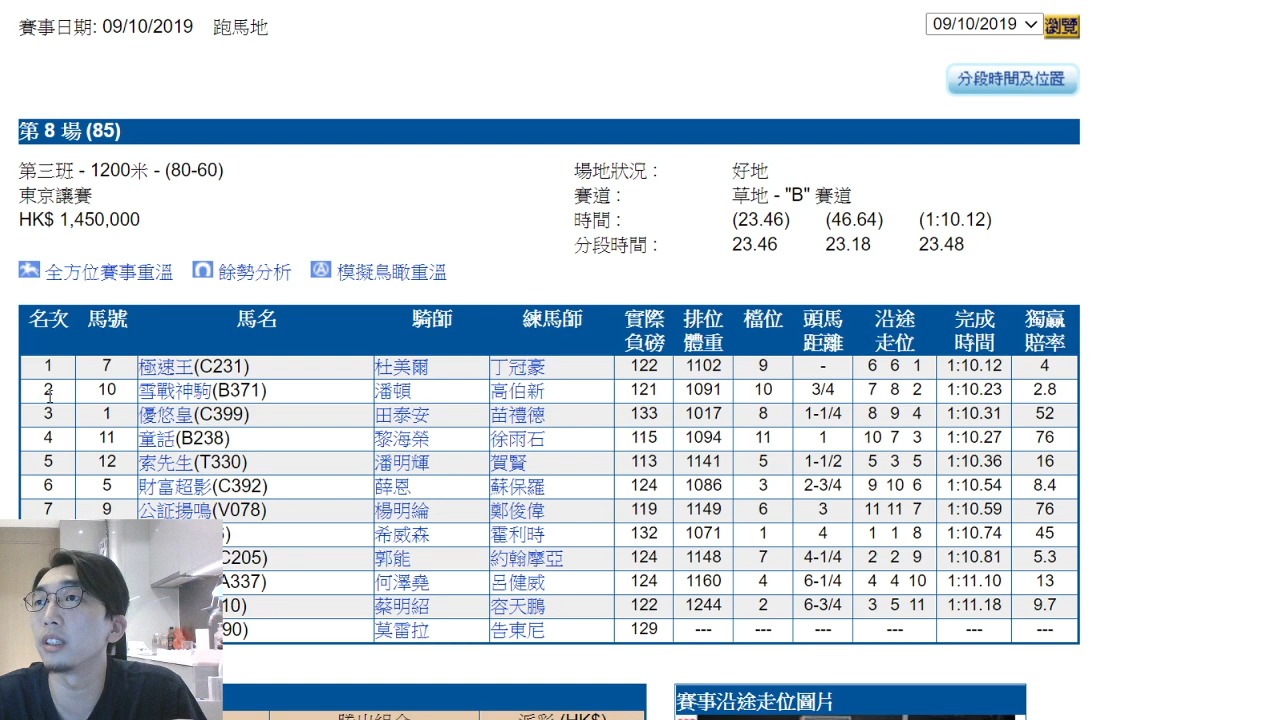 賽事日期: 09/10/2019 跑馬地 09/10/2019 瀏覽
分段時間及位置
第 8 場 (85)
第三班 - 1200米 - (80-60) 場地狀況 : 好地
東京讓賽 賽道 : 草地 - "B" 賽道
HK$ 1,450,000 時間 : (23.46) (46.64) (1:10.12)
分段時間 : 23.46 23.18 23.48
全方位賽事重溫 餘勢分析 模擬鳥瞰重溫
名次 馬號 馬名 騎師 練馬師 實際負磅 排位體重 檔位 頭馬距離 沿途走位 完成時間 獨贏賠率
1 7 極速王(C231) 杜美爾 丁冠豪 122 1102 9 - 6 6 1 1:10.12 4
2 10 雪戰神駒(B371) 潘頓 高伯新 121 1091 10 3/4 7 8 2 1:10.23 2.8
3 1 優悠皇(C399) 田泰安 苗禮德 133 1017 8 1-1/4 8 9 4 1:10.31 52
4 11 童話(B238) 黎海榮 徐雨石 115 1094 11 1 10 7 3 1:10.27 76
5 12 索先生(T330) 潘明輝 賀賢 113 1141 5 1-1/2 5 3 5 1:10.36 16
6 5 財富超影(C392) 薛恩 蘇保羅 124 1086 3 2-3/4 9 10 6 1:10.54 8.4
7 9 公証揚鳴(V078) 楊明綸 鄭俊偉 119 1149 6 3 11 11 7 1:10.59 76
) 希威森 霍利時 132 1071 1 4 1 1 8 1:10.74 45
C205) 郭能 約翰摩亞 124 1148 7 4-1/4 2 2 9 1:10.81 5.3
A337) 何澤堯 呂健威 124 1160 4 6-1/4 4 4 10 1:11.10 13
10) 蔡明紹 容天鵬 122 1244 2 6-3/4 3 5 11 1:11.18 9.7
90) 莫雷拉 告東尼 129 --- --- --- --- --- ---
賽事沿途走位圖片
勝出組合 派彩 (HK$)